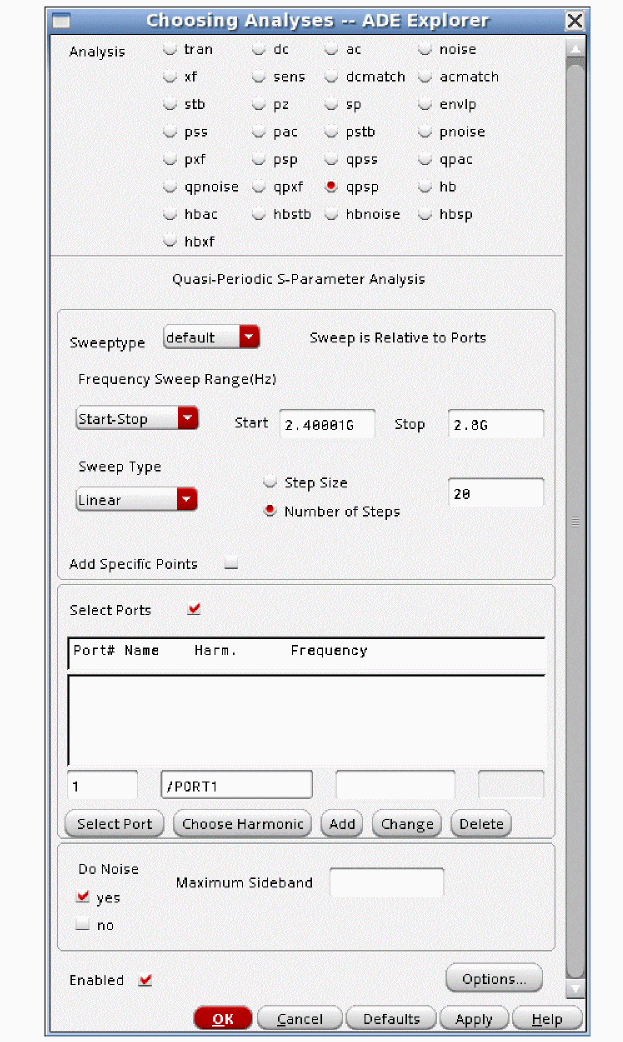 Choosing Analyses -- ADE Explorer
Analysis tran dc ac noise
xf sens dcmatch acmatch
stb pz sp envlp
pss pac pstb pnoise
pxf psp qpss qpac
qpnoise qpxf qpsp hb
hbac hbstb hbnoise hbsp
hbxf
Quasi-Periodic S-Parameter Analysis
Sweeptype default Sweep is Relative to Ports
Frequency Sweep Range(Hz)
Start-Stop Start 2.40001G Stop 2.8G
Sweep Type
Linear
Step Size
Number of Steps
20
Add Specific Points
Select Ports
Port# Name Harm. Frequency
1 /PORT1
Select Port Choose Harmonic Add Change Delete
Do Noise
yes
no
Maximum Sideband
Enabled Options...
OK Cancel Defaults Apply Help